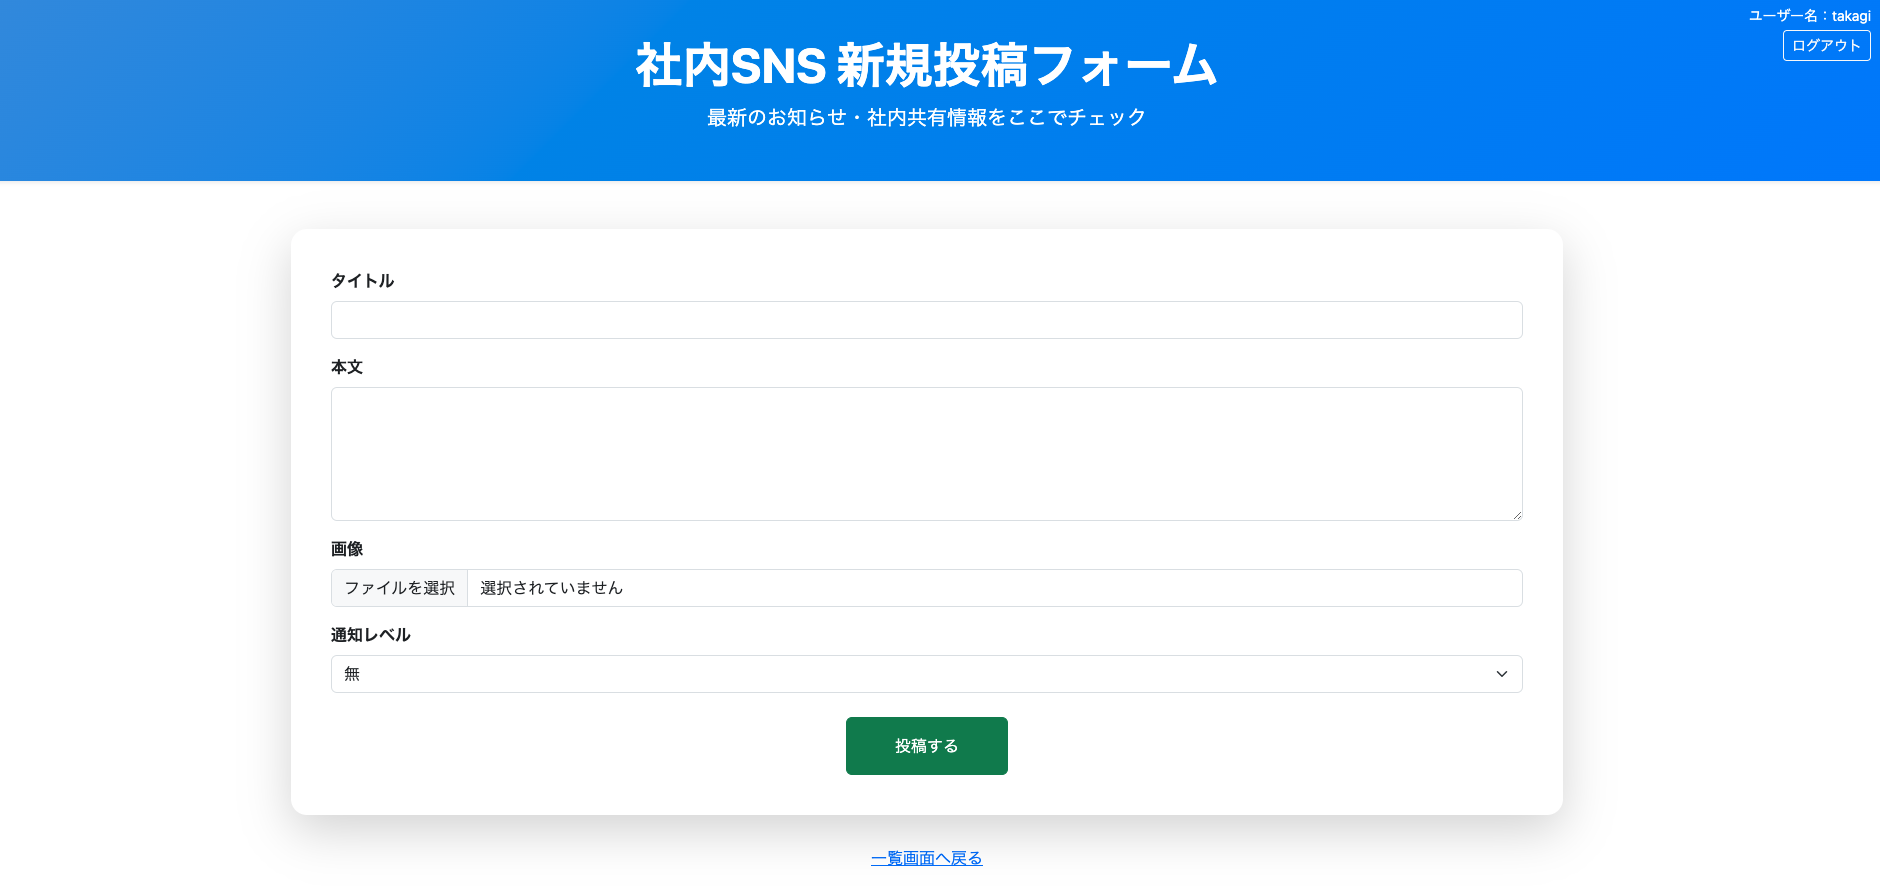 ユーザー名：takagi
ログアウト
社内SNS 新規投稿フォーム
最新のお知らせ・社内共有情報をここでチェック
タイトル
本文
画像
ファイルを選択 選択されていません
通知レベル
無
投稿する
一覧画面へ戻る